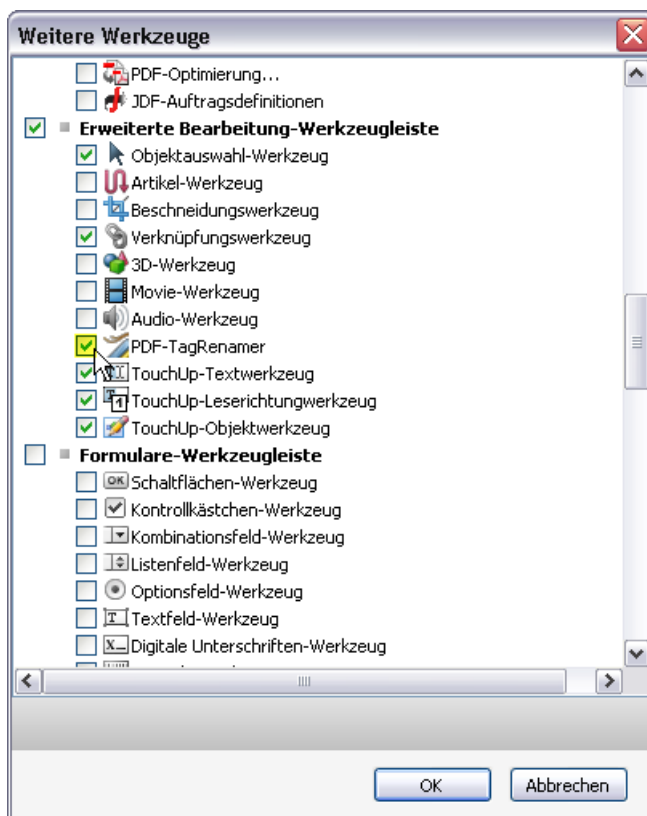 Weitere Werkzeuge
PDF-Optimierung...
JDF-Auftragsdefinitionen
Erweiterte Bearbeitung-Werkzeugleiste
Objektauswahl-Werkzeug
Artikel-Werkzeug
Beschneidungswerkzeug
Verknüpfungswerkzeug
3D-Werkzeug
Movie-Werkzeug
Audio-Werkzeug
PDF-TagRenamer
TouchUp-Textwerkzeug
TouchUp-Leserichtungwerkzeug
TouchUp-Objektwerkzeug
Formulare-Werkzeugleiste
OK Schaltflächen-Werkzeug
Kontrollkästchen-Werkzeug
Kombinationsfeld-Werkzeug
Listenfeld-Werkzeug
Optionsfeld-Werkzeug
Textfeld-Werkzeug
Digitale Unterschriften-Werkzeug
OK Abbrechen